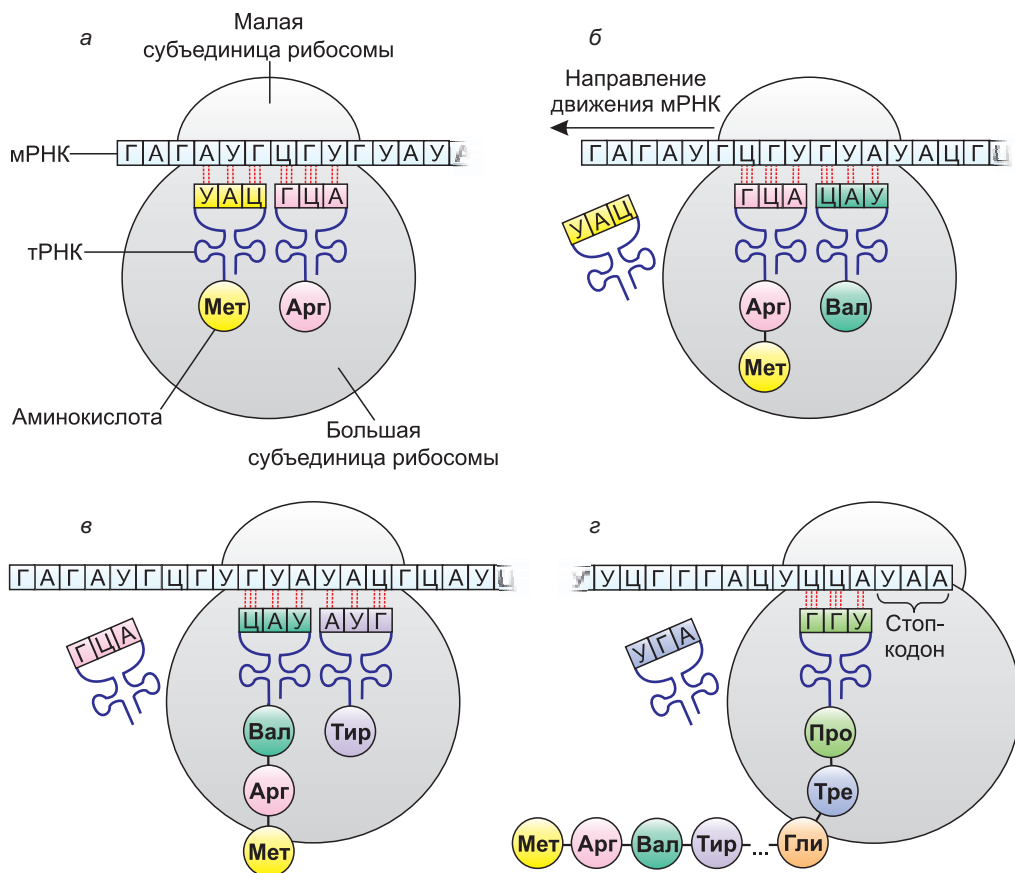 а
Малая
субъединица рибосомы
мРНК
Г А Г А У Г Ц Г У Г У А У А
У А Ц Г Ц А
тРНК
Мет Арг
Аминокислота
Большая
субъединица рибосомы
б
Направление
движения мРНК
Г А Г А У Г Ц Г У Г У А У А Ц Г Ц
У А Ц
Г Ц А Ц А У
Арг Вал
Мет
в
Г А Г А У Г Ц Г У Г У А У А Ц Г Ц А У Ц
Г Ц А
Ц А У А У Г
Вал Тир
Арг
Мет
г
У У Ц Г Г Г А Ц У Ц Ц А У А А
У Г А
Г Г У
Стоп-
кодон
Про
Тре
Мет Арг Вал Тир ... Гли